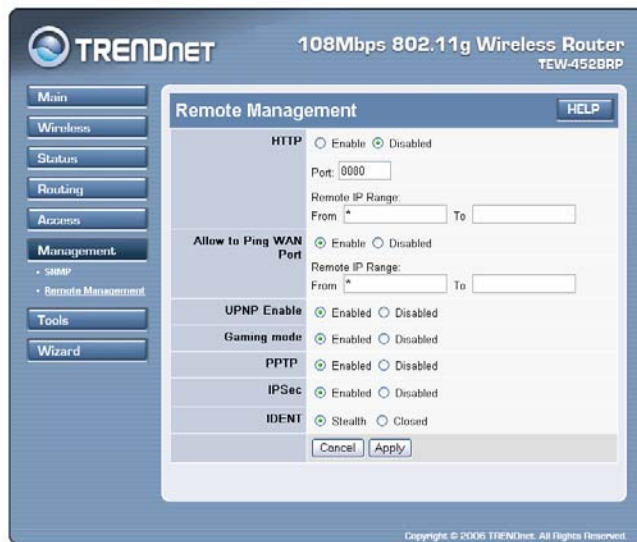 TRENDNET
108Mbps 802.11g Wireless Router
TEW-452BRP
Main
Wireless
Status
Routing
Access
Management
• SNMP
• Remote Management
Tools
Wizard
Remote Management
HELP
HTTP
Enable Disabled
Port: 8080
Remote IP Range:
From * To
Allow to Ping WAN Port
Enable Disabled
Remote IP Range:
From * To
UPNP Enable
Enabled Disabled
Gaming mode
Enabled Disabled
PPTP
Enabled Disabled
IPSec
Enabled Disabled
IDENT
Stealth Closed
Cancel Apply
Copyright © 2006 TRENDnet. All Rights Reserved.